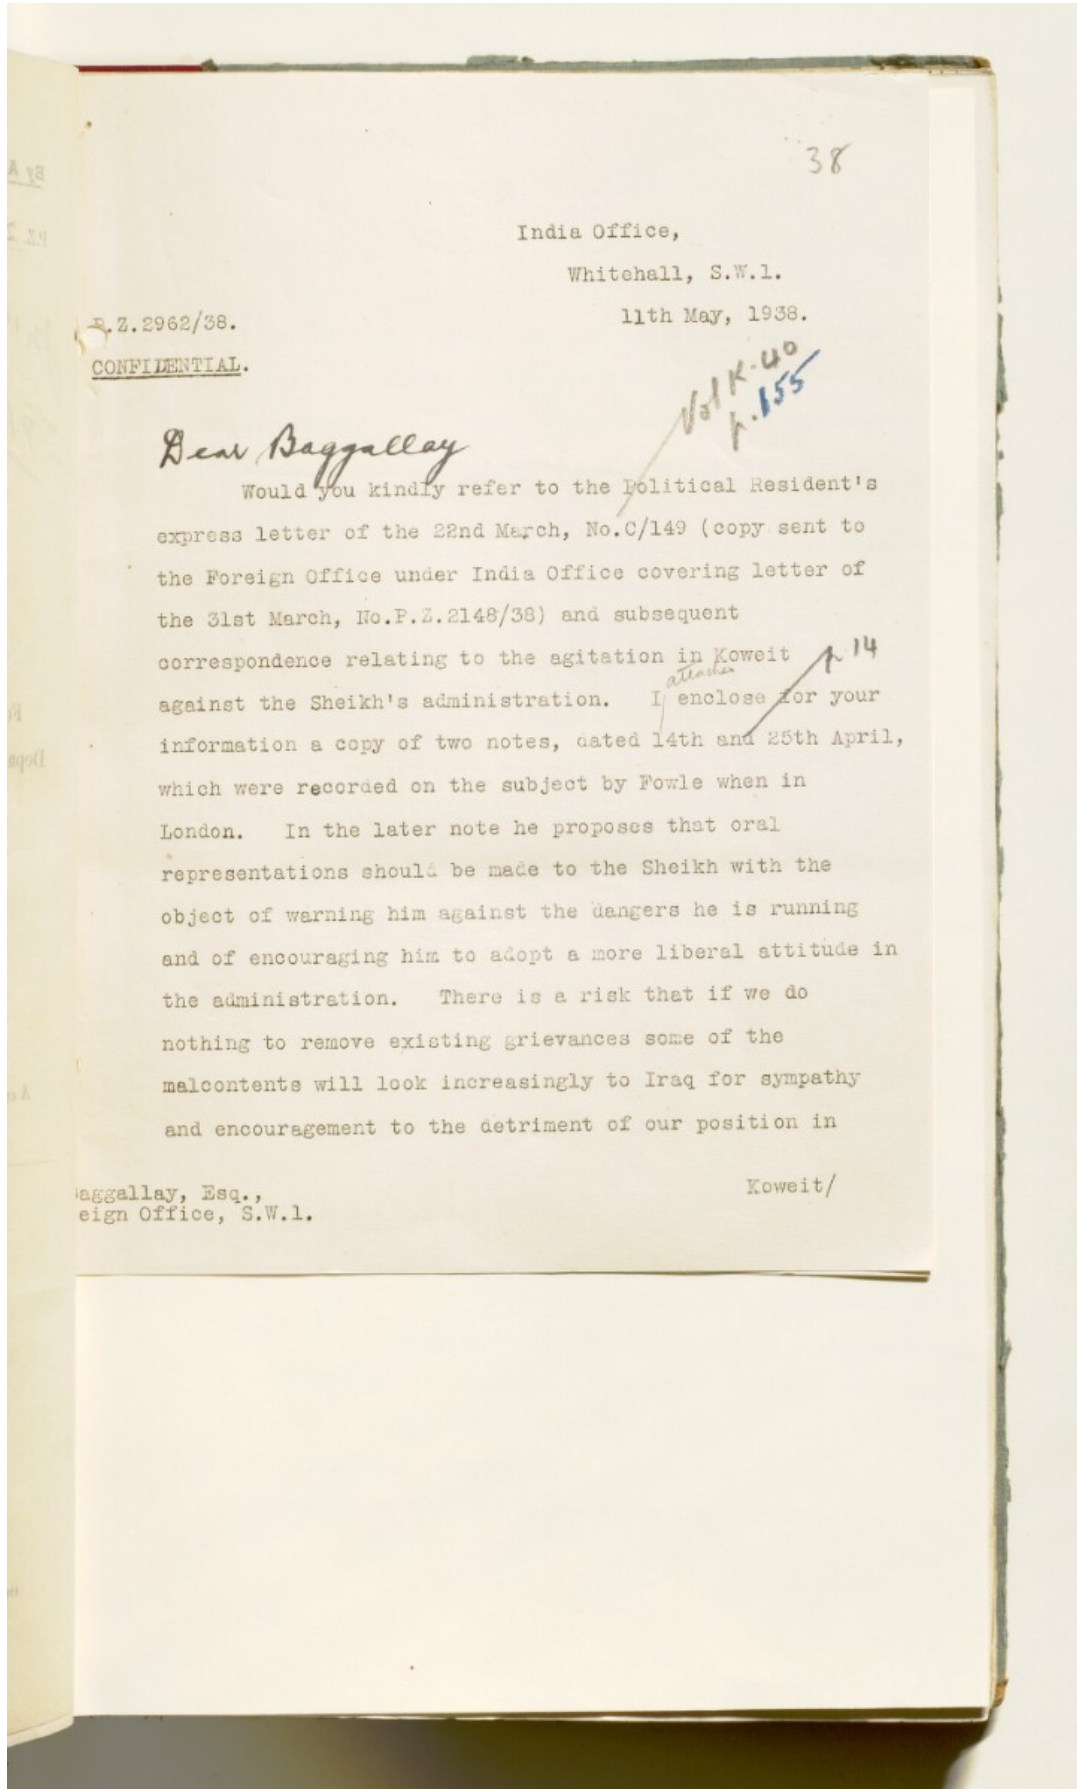 38
India Office,
Whitehall, S.W.1.
11th May, 1938.
P.Z.2962/38.
CONFIDENTIAL.
Vol K.40
p.155
Dear Baggallay
Would you kindly refer to the Political Resident's
express letter of the 22nd March, No.C/149 (copy sent to
the Foreign Office under India Office covering letter of
the 31st March, No.P.Z.2148/38) and subsequent
correspondence relating to the agitation in Koweit
p 14
attached
against the Sheikh's administration. I enclose for your
information a copy of two notes, dated 14th and 25th April,
which were recorded on the subject by Fowle when in
London. In the later note he proposes that oral
representations should be made to the Sheikh with the
object of warning him against the dangers he is running
and of encouraging him to adopt a more liberal attitude in
the administration. There is a risk that if we do
nothing to remove existing grievances some of the
malcontents will look increasingly to Iraq for sympathy
and encouragement to the detriment of our position in
Koweit/
aggallay, Esq.,
eign Office, S.W.1.